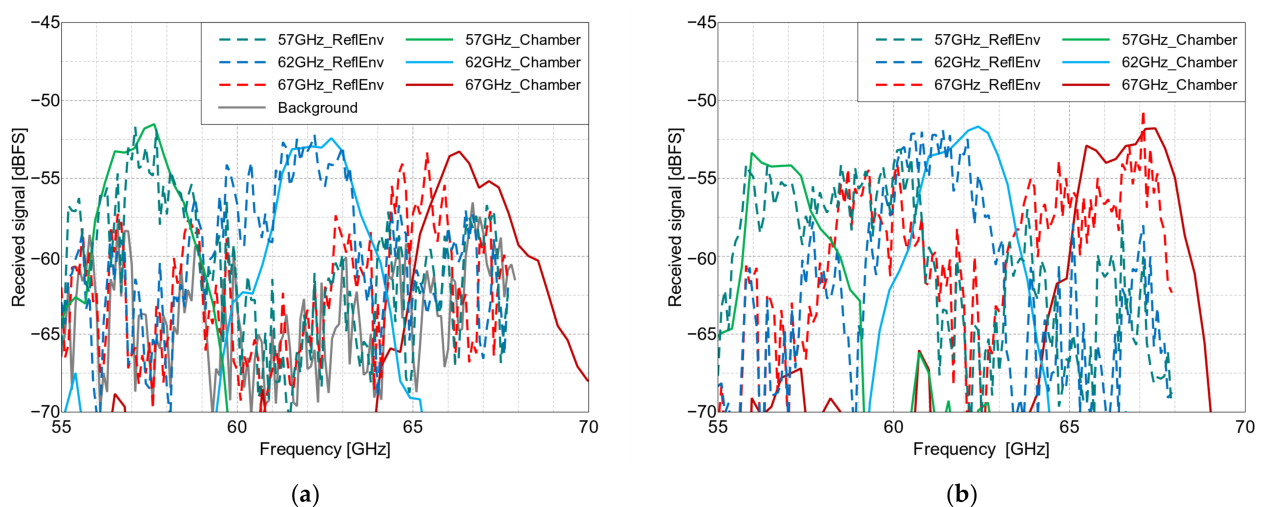 −45
−50
−55
−60
−65
−70
55
60
65
70
Received signal [dBFS]
Frequency [GHz]
57GHz_ReflEnv 57GHz_Chamber
62GHz_ReflEnv 62GHz_Chamber
67GHz_ReflEnv 67GHz_Chamber
Background
(a)
−45
−50
−55
−60
−65
−70
55
60
65
70
Received signal [dBFS]
Frequency [GHz]
57GHz_ReflEnv 57GHz_Chamber
62GHz_ReflEnv 62GHz_Chamber
67GHz_ReflEnv 67GHz_Chamber
(b)